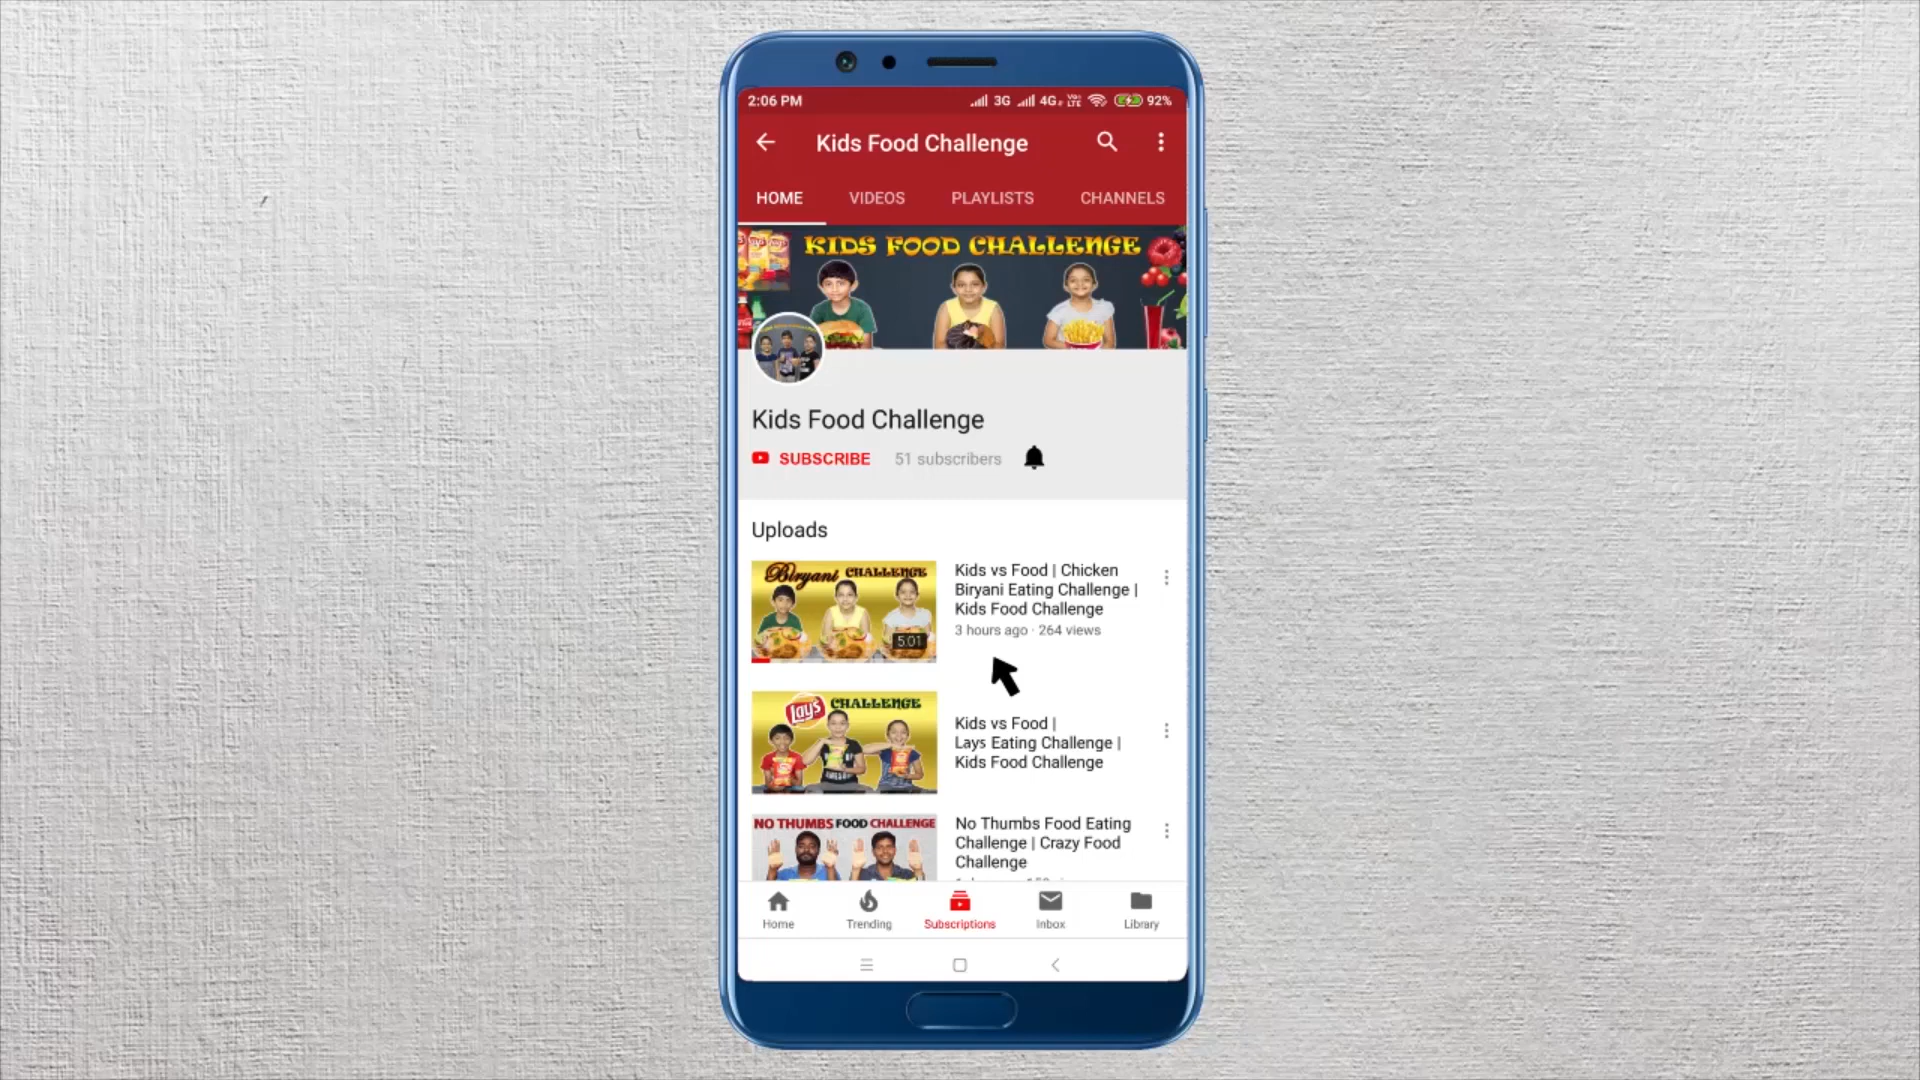 2:06 PM 3G 4G VoLTE 92%
Kids Food Challenge
HOME VIDEOS PLAYLISTS CHANNELS
KIDS FOOD CHALLENGE
Kids Food Challenge
SUBSCRIBE 51 subscribers
Uploads
Biryani CHALLENGE
5:01
Kids vs Food | Chicken
Biryani Eating Challenge |
Kids Food Challenge
3 hours ago · 264 views
Lays CHALLENGE
Kids vs Food |
Lays Eating Challenge |
Kids Food Challenge
NO THUMBS FOOD CHALLENGE
No Thumbs Food Eating
Challenge | Crazy Food
Challenge
Home Trending Subscriptions Inbox Library